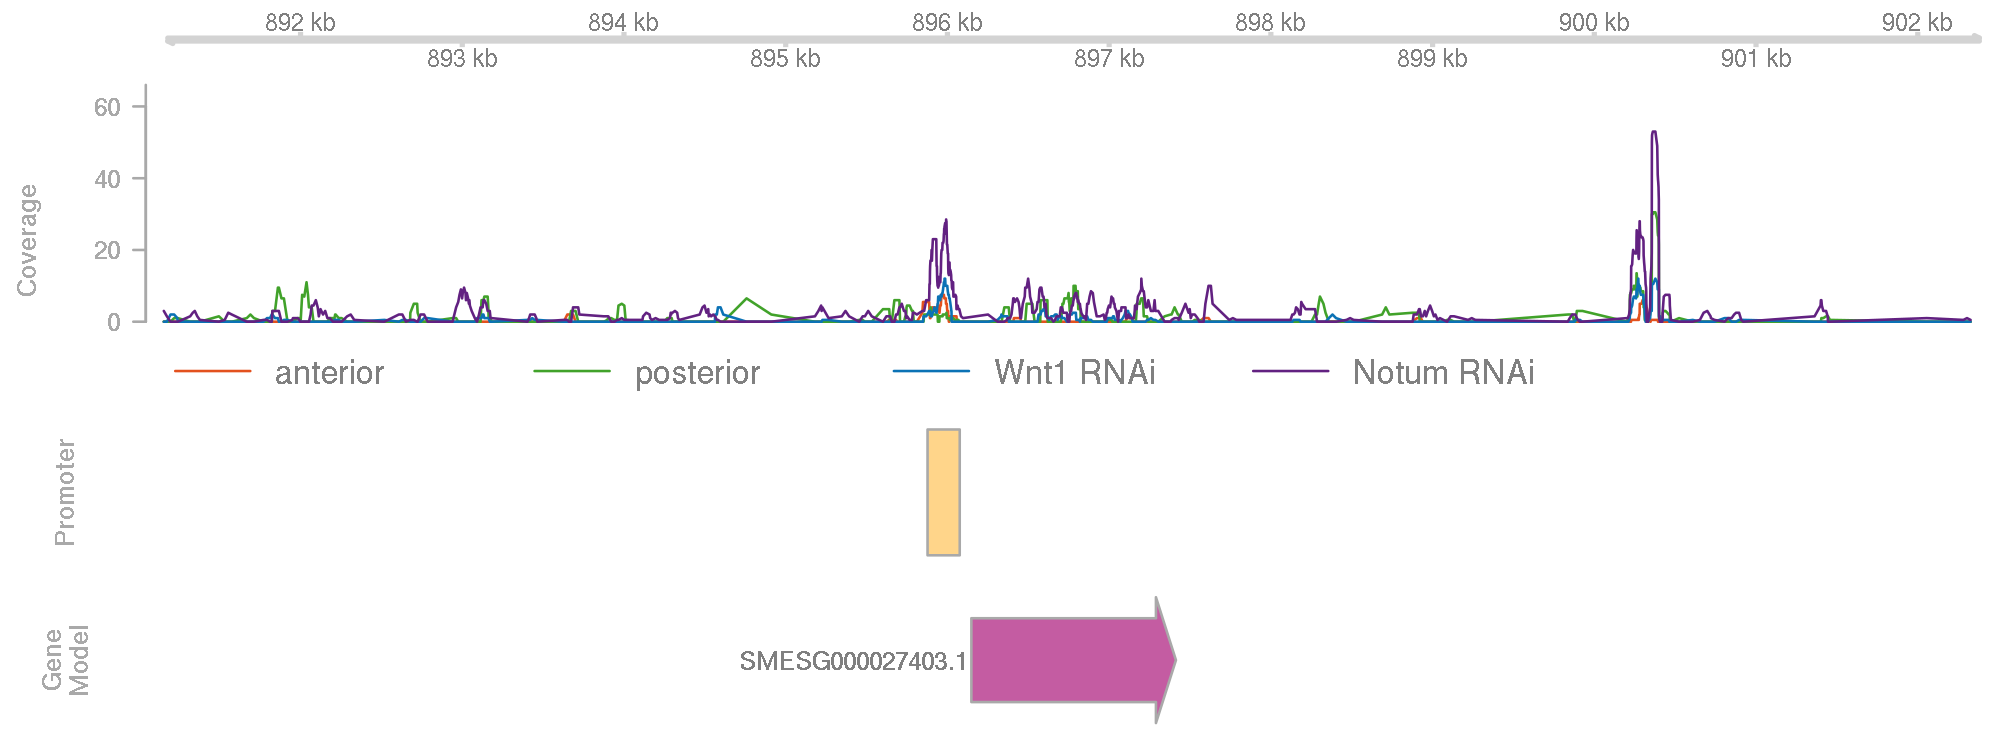 892 kb 894 kb 896 kb 898 kb 900 kb 902 kb
893 kb 895 kb 897 kb 899 kb 901 kb
Coverage
60
40
20
0
anterior posterior Wnt1 RNAi Notum RNAi
Promoter
Gene
Model
SMESG000027403.1